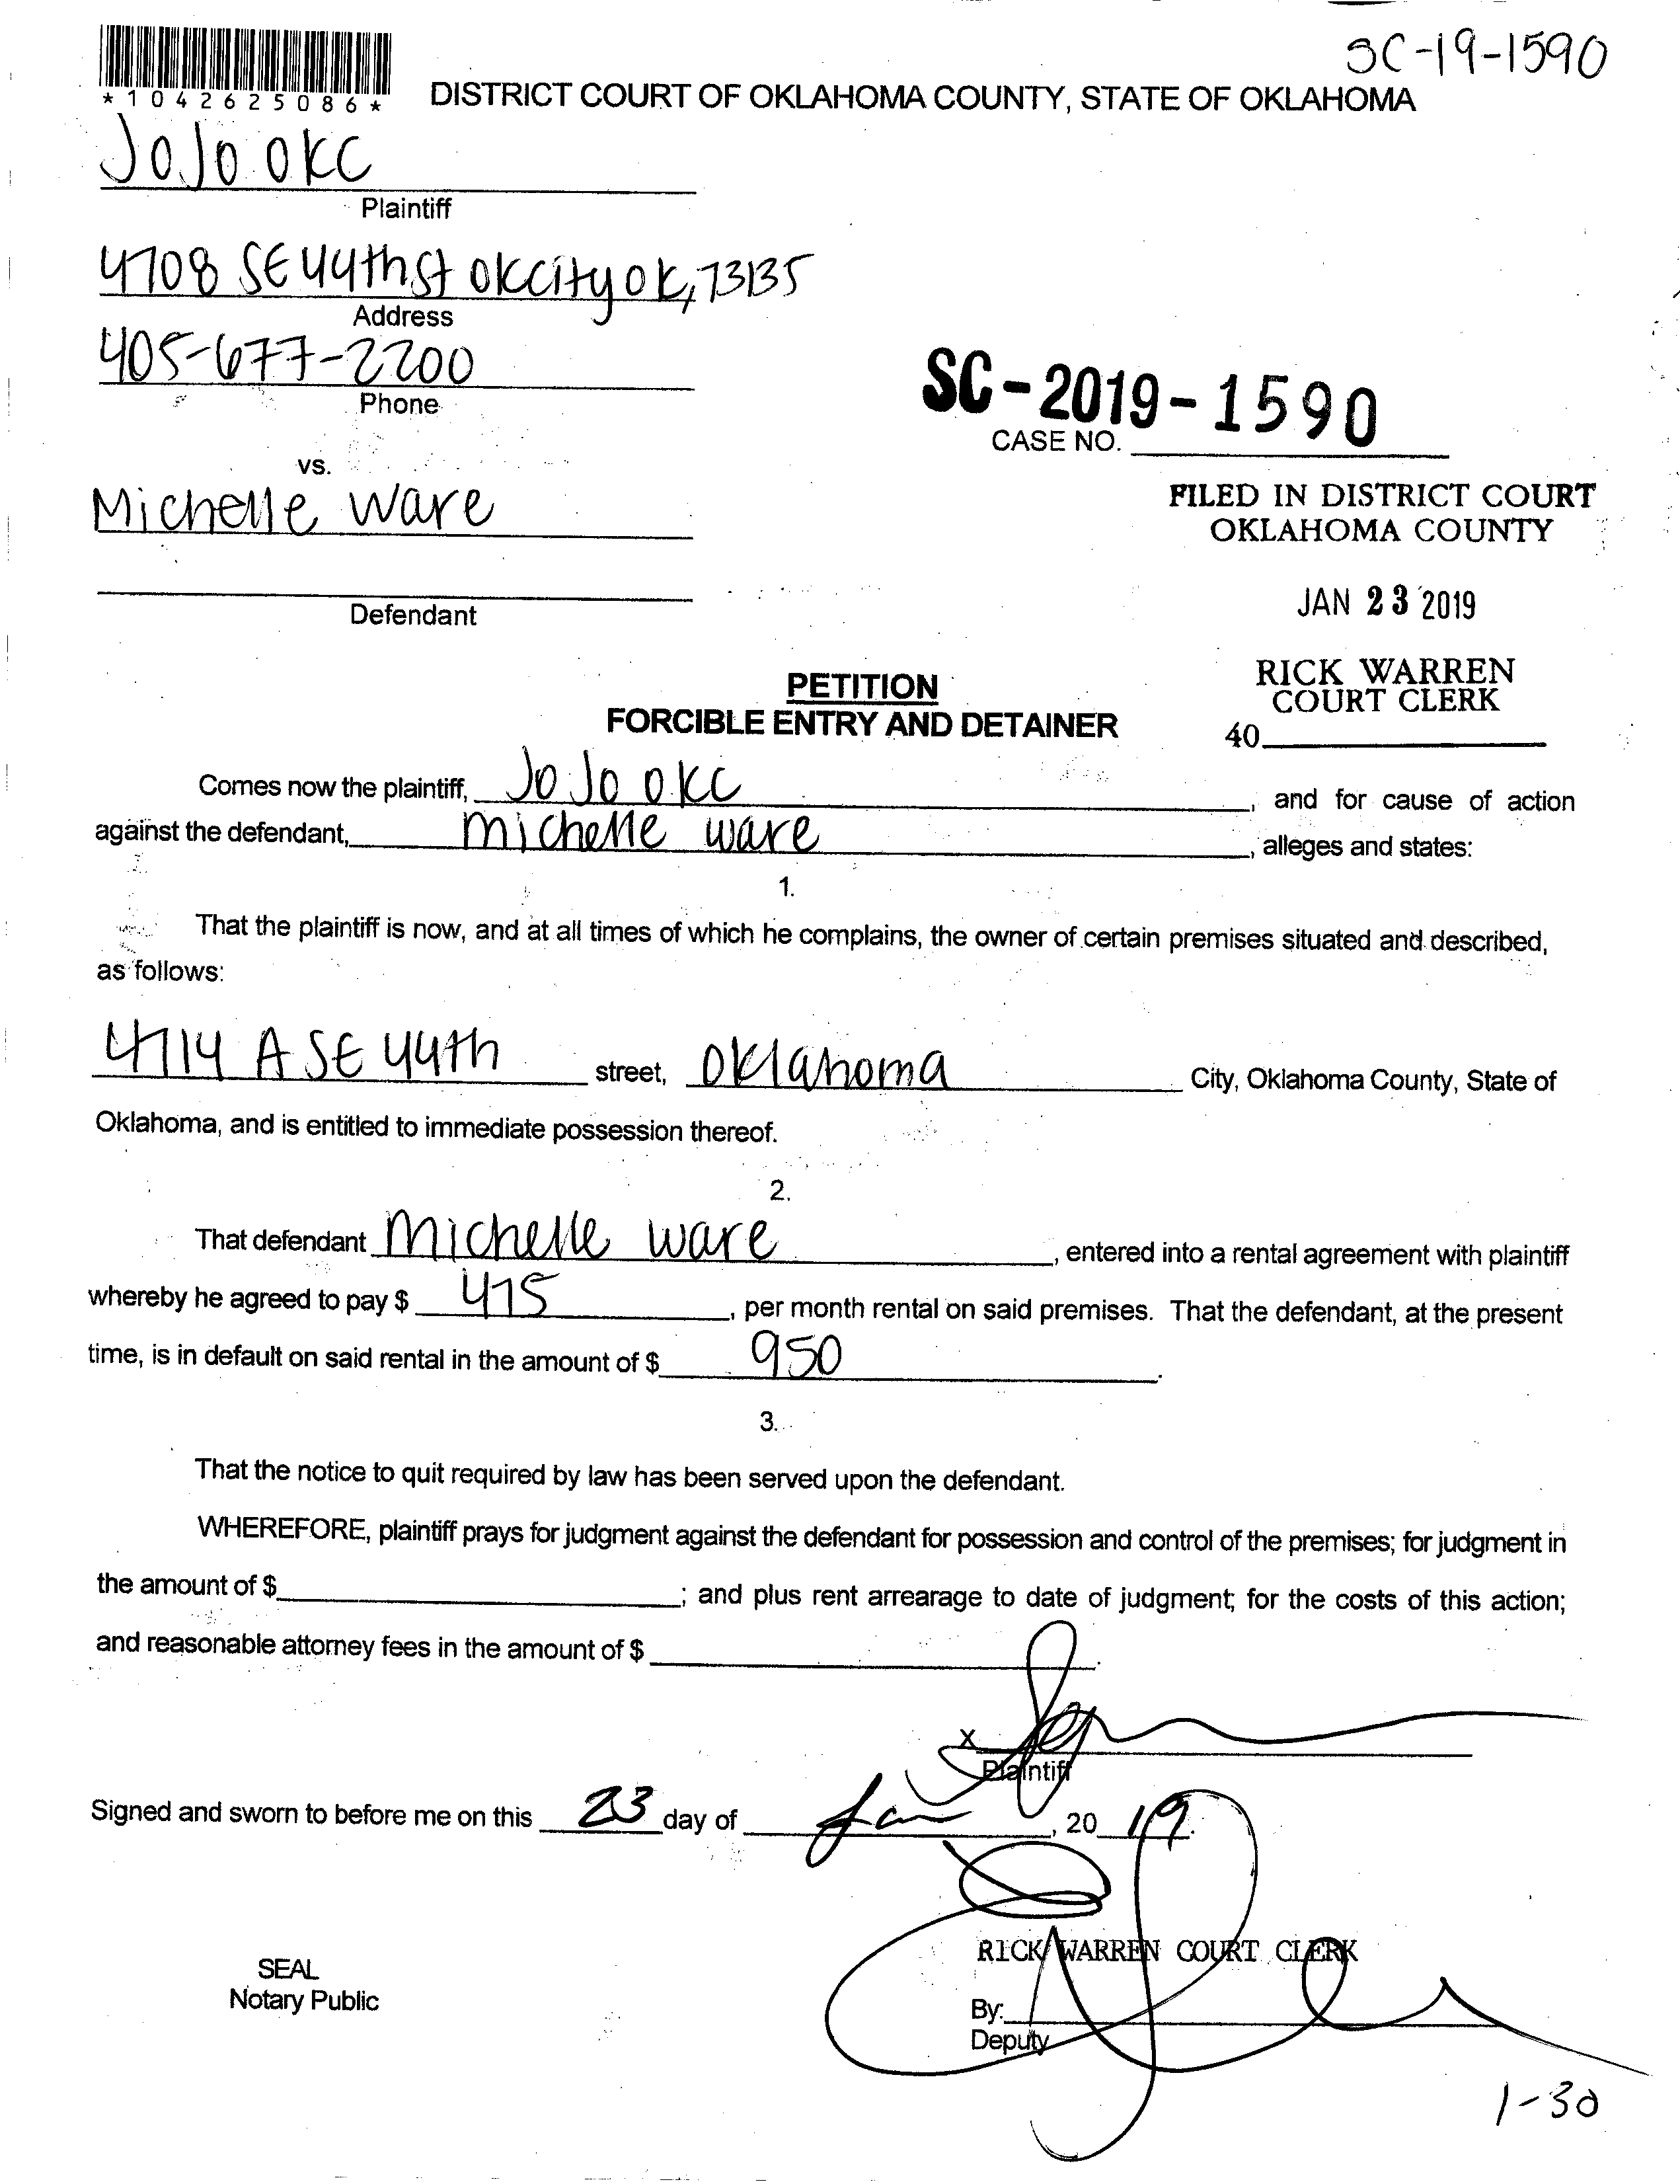 SC-19-1590
*1042625086*
DISTRICT COURT OF OKLAHOMA COUNTY, STATE OF OKLAHOMA
JoJo OKC
Plaintiff
4708 SE 44th st okcity ok, 73135
Address
405-677-2200
Phone
SC-2019-1590
CASE NO.
vs.
Michelle Ware
FILED IN DISTRICT COURT
OKLAHOMA COUNTY
Defendant
JAN 23 2019
PETITION
FORCIBLE ENTRY AND DETAINER
RICK WARREN
COURT CLERK
40
Comes now the plaintiff, JoJo OKC, and for cause of action
against the defendant, michelle ware, alleges and states:
1.
That the plaintiff is now, and at all times of which he complains, the owner of certain premises situated and described,
as follows:
4714 A SE 44th street, Oklahoma City, Oklahoma County, State of
Oklahoma, and is entitled to immediate possession thereof.
2.
That defendant Michelle ware, entered into a rental agreement with plaintiff
whereby he agreed to pay $ 475, per month rental on said premises. That the defendant, at the present
time, is in default on said rental in the amount of $ 950.
3.
That the notice to quit required by law has been served upon the defendant.
WHEREFORE, plaintiff prays for judgment against the defendant for possession and control of the premises; for judgment in
the amount of $; and plus rent arrearage to date of judgment; for the costs of this action;
and reasonable attorney fees in the amount of $.
X
Plaintiff
Signed and sworn to before me on this 23 day of Jan, 2019.
RICK WARREN COURT CLERK
SEAL
Notary Public
By:
Deputy
1-30